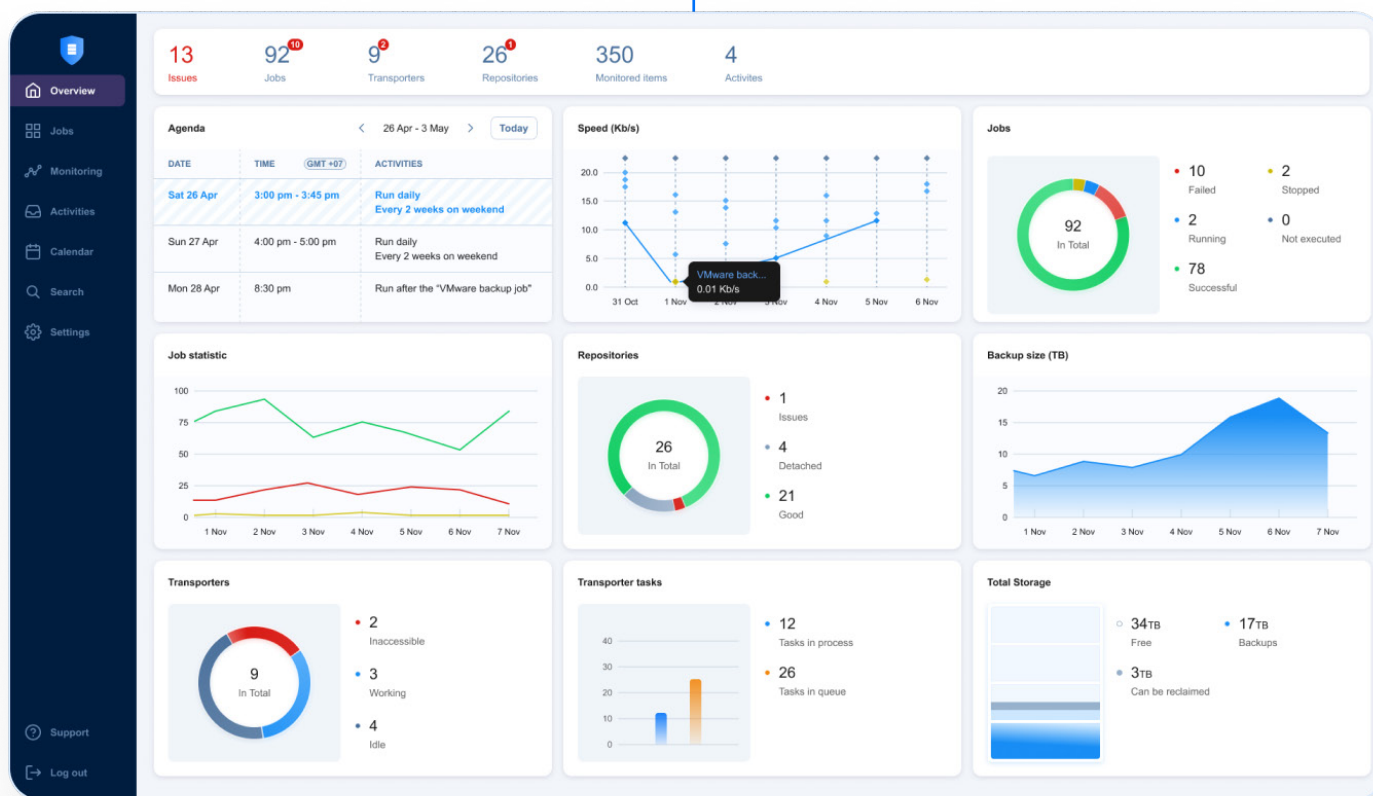 Overview
Jobs
Monitoring
Activities
Calendar
Search
Settings
Support
Log out
13
Issues
92 10
Jobs
9 2
Transporters
26 1
Repositories
350
Monitored items
4
Activites
Agenda
26 Apr - 3 May
Today
DATE TIME GMT +07 ACTIVITIES
Sat 26 Apr 3:00 pm - 3:45 pm Run daily
Every 2 weeks on weekend
Sun 27 Apr 4:00 pm - 5:00 pm Run daily
Every 2 weeks on weekend
Mon 28 Apr 8:30 pm Run after the “VMware backup job”
Speed (Kb/s)
20.0
15.0
10.0
5.0
0.0
VMware back...
0.01 Kb/s
31 Oct 1 Nov 2 Nov 3 Nov 4 Nov 5 Nov 6 Nov
Jobs
92
In Total
10
Failed
2
Stopped
2
Running
0
Not executed
78
Successful
Job statistic
100
75
50
25
0
1 Nov 2 Nov 3 Nov 4 Nov 5 Nov 6 Nov 7 Nov
Repositories
26
In Total
1
Issues
4
Detached
21
Good
Backup size (TB)
20
15
10
5
0
1 Nov 2 Nov 3 Nov 4 Nov 5 Nov 6 Nov 7 Nov
Transporters
9
In Total
2
Inaccessible
3
Working
4
Idle
Transporter tasks
40
30
20
10
0
12
Tasks in process
26
Tasks in queue
Total Storage
34TB
Free
17TB
Backups
3TB
Can be reclaimed